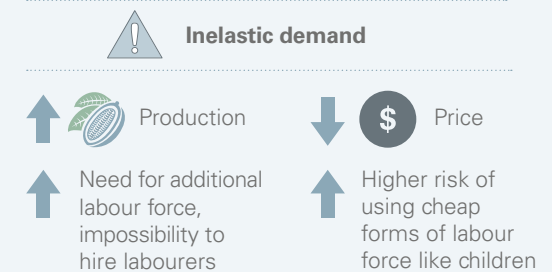 Inelastic demand
Production
Need for additional
labour force,
impossibility to
hire labourers
$
Price
Higher risk of
using cheap
forms of labour
force like children